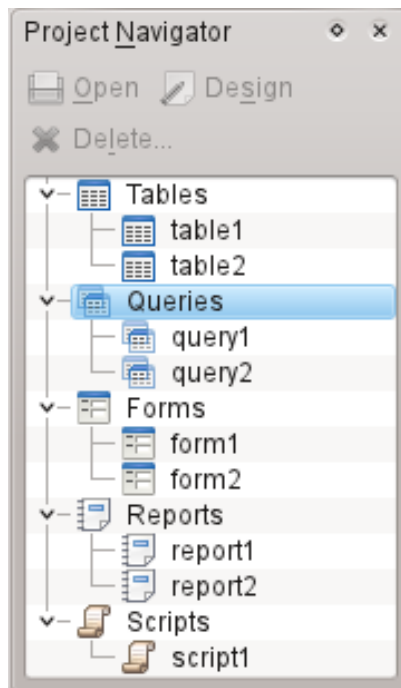 Project Navigator
Open Design
Delete...
Tables
table1
table2
Queries
query1
query2
Forms
form1
form2
Reports
report1
report2
Scripts
script1